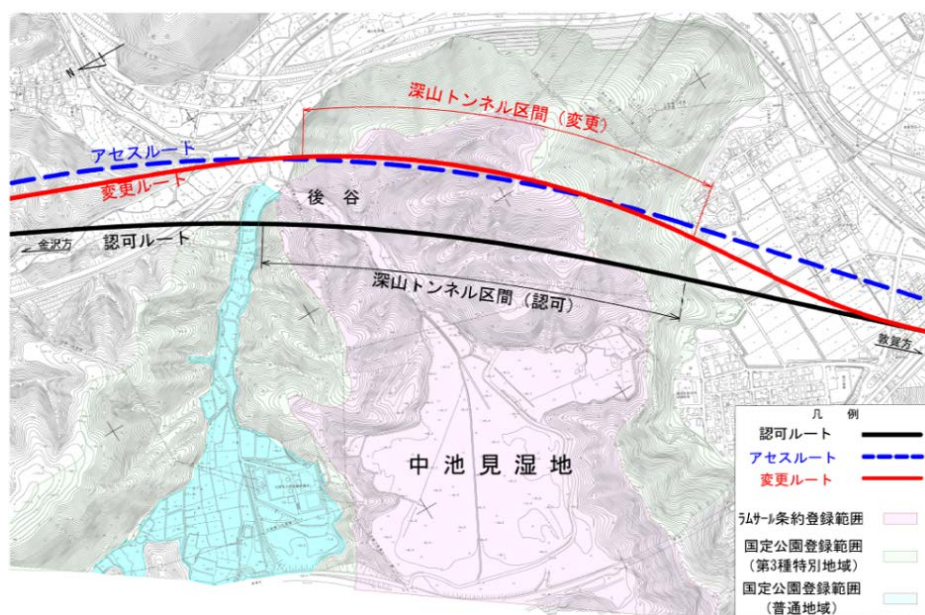 N
深山トンネル区間(変更)
アセスルート
変更ルート
後 谷
金沢方
認可ルート
深山トンネル区間(認可)
敦賀方
中池見湿地
凡 例
認可ルート
アセスルート
変更ルート
ラムサール条約登録範囲
国定公園登録範囲
(第3種特別地域)
国定公園登録範囲
(普通地域)